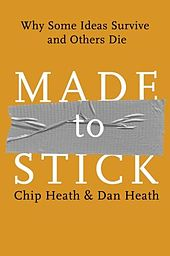 Why Some Ideas Survive
and Others Die
MADE
to
STICK
Chip Heath & Dan Heath